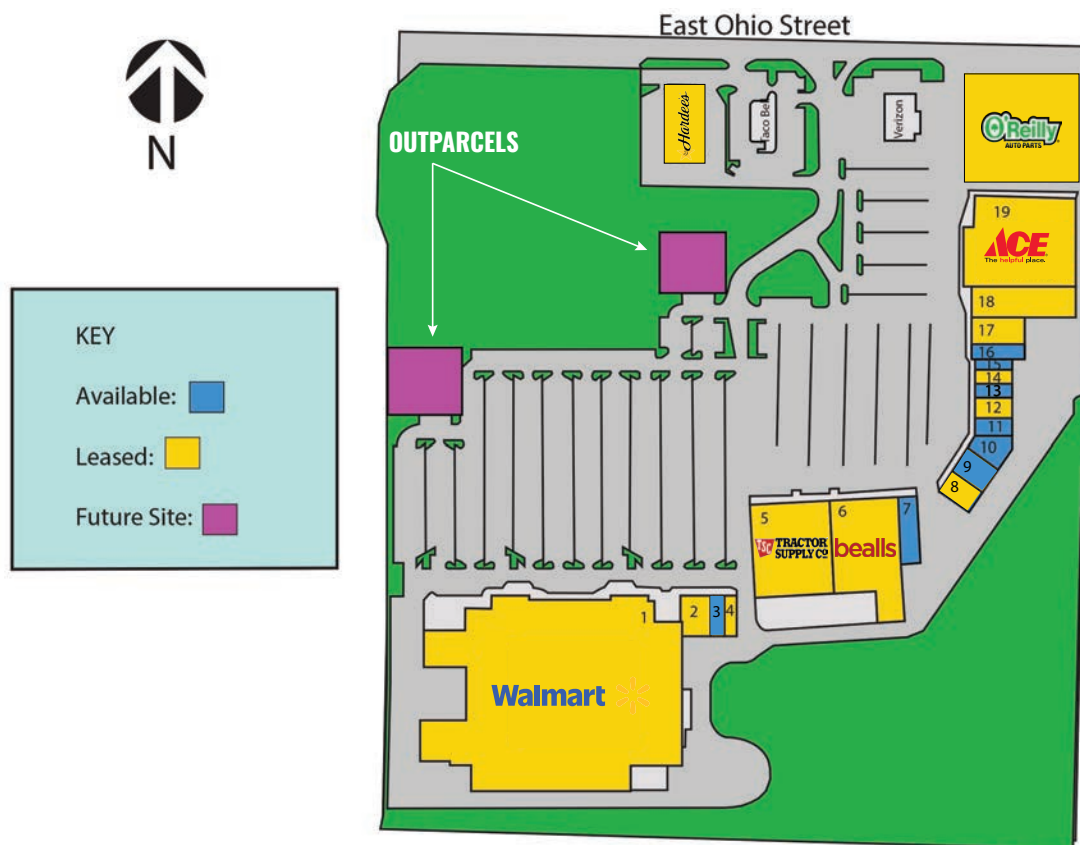 East Ohio Street
N
OUTPARCELS
Hardee's
Taco Bell
Verizon
O'Reilly
AUTO PARTS
19
ACE
The helpful place.
18
17
16
15
14
13
12
11
10
9
8
KEY
Available:
Leased:
Future Site:
5
TSC TRACTOR
SUPPLY CO
6
bealls
7
1
2
3
4
Walmart